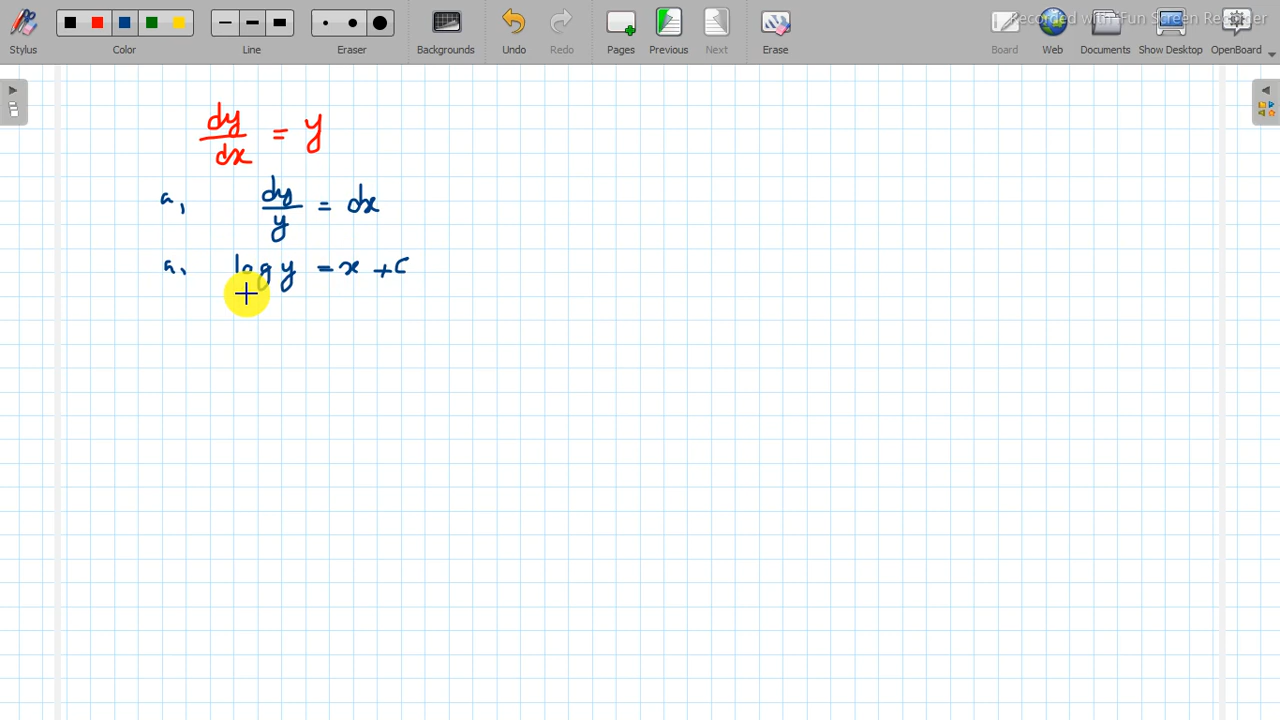 Recorded with Fun Screen Recorder
Stylus Color Line Eraser Backgrounds Undo Redo Pages Previous Next Erase Board Web Documents Show Desktop OpenBoard
dy/dx = y
a, dy/y = dx
a, log y = x + c